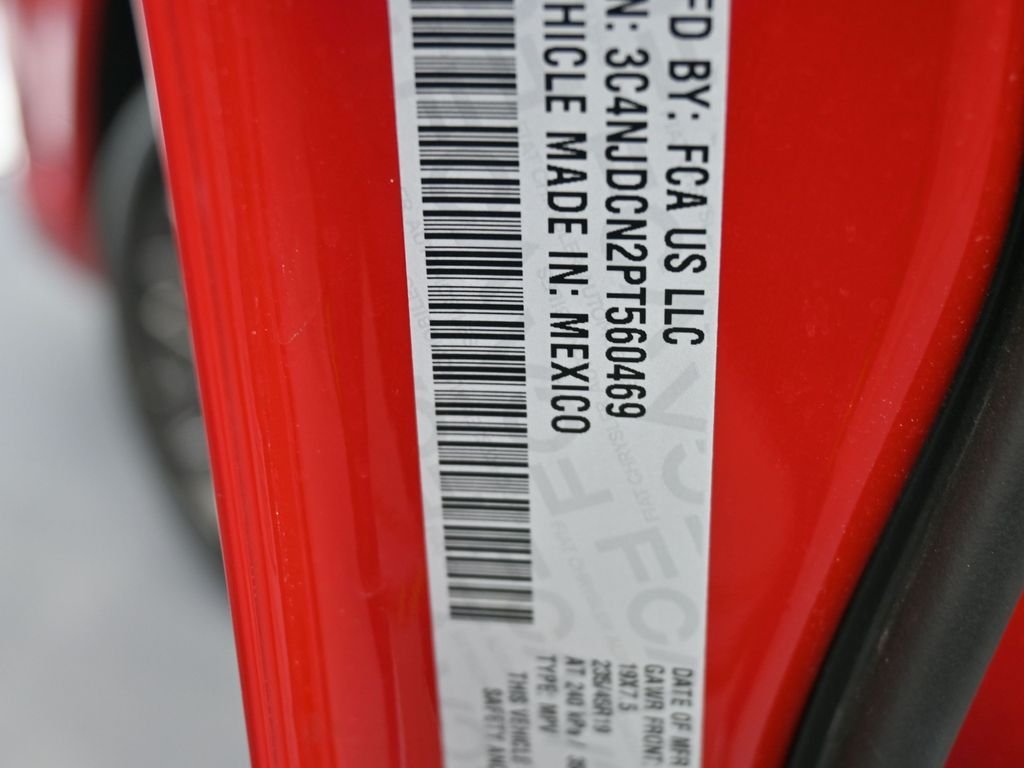 FD BY: FCA US LLC
N: 3C4NJDCN2PT560469
HICLE MADE IN: MEXICO
DATE OF MFR
GAWR FRONT:
19X7.5
235/45R19
AT 240 kPa /
TYPE: MPV
THIS VEHICLE
SAFETY AND